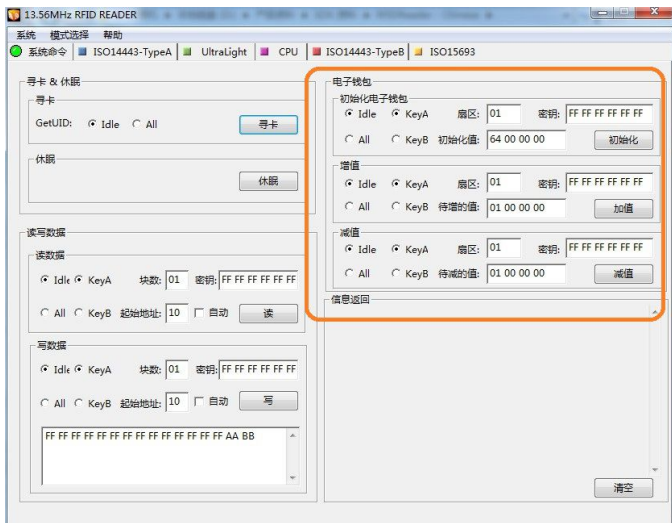 13.56MHz RFID READER
系统 模式选择 帮助
系统命令 ISO14443-TypeA UltraLight CPU ISO14443-TypeB ISO15693
寻卡 & 休眠
寻卡
GetUID: Idle All 寻卡
休眠
休眠
读写数据
读数据
Idle KeyA 块数: 01 密钥: FF FF FF FF FF FF
All KeyB 起始地址: 10 自动 读
写数据
Idle KeyA 块数: 01 密钥: FF FF FF FF FF FF
All KeyB 起始地址: 10 自动 写
FF FF FF FF FF FF FF FF FF FF FF FF FF FF AA BB
电子钱包
初始化电子钱包
Idle KeyA 扇区: 01 密钥: FF FF FF FF FF FF
All KeyB 初始化值: 64 00 00 00 初始化
增值
Idle KeyA 扇区: 01 密钥: FF FF FF FF FF FF
All KeyB 待增的值: 01 00 00 00 加值
减值
Idle KeyA 扇区: 01 密钥: FF FF FF FF FF FF
All KeyB 待减的值: 01 00 00 00 减值
信息返回
清空